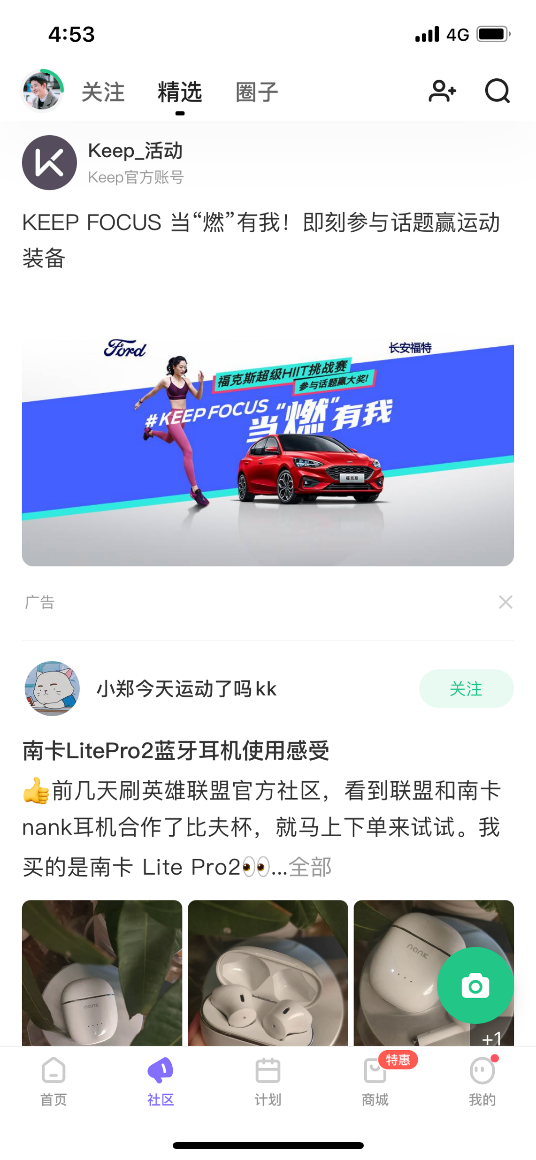 4:53
4G
关注
精选
圈子
Keep_活动
Keep官方账号
KEEP FOCUS 当“燃”有我！即刻参与话题赢运动
装备
Ford
长安福特
福克斯超级HIIT挑战赛
参与话题赢大奖!
#KEEP FOCUS
当“燃”有我
福克斯
广告
小郑今天运动了吗kk
关注
南卡LitePro2蓝牙耳机使用感受
👍前几天刷英雄联盟官方社区，看到联盟和南卡
nank耳机合作了比夫杯，就马上下单来试试。我
买的是南卡 Lite Pro2👀...全部
nank
nank
+1
特惠
首页
社区
计划
商城
我的